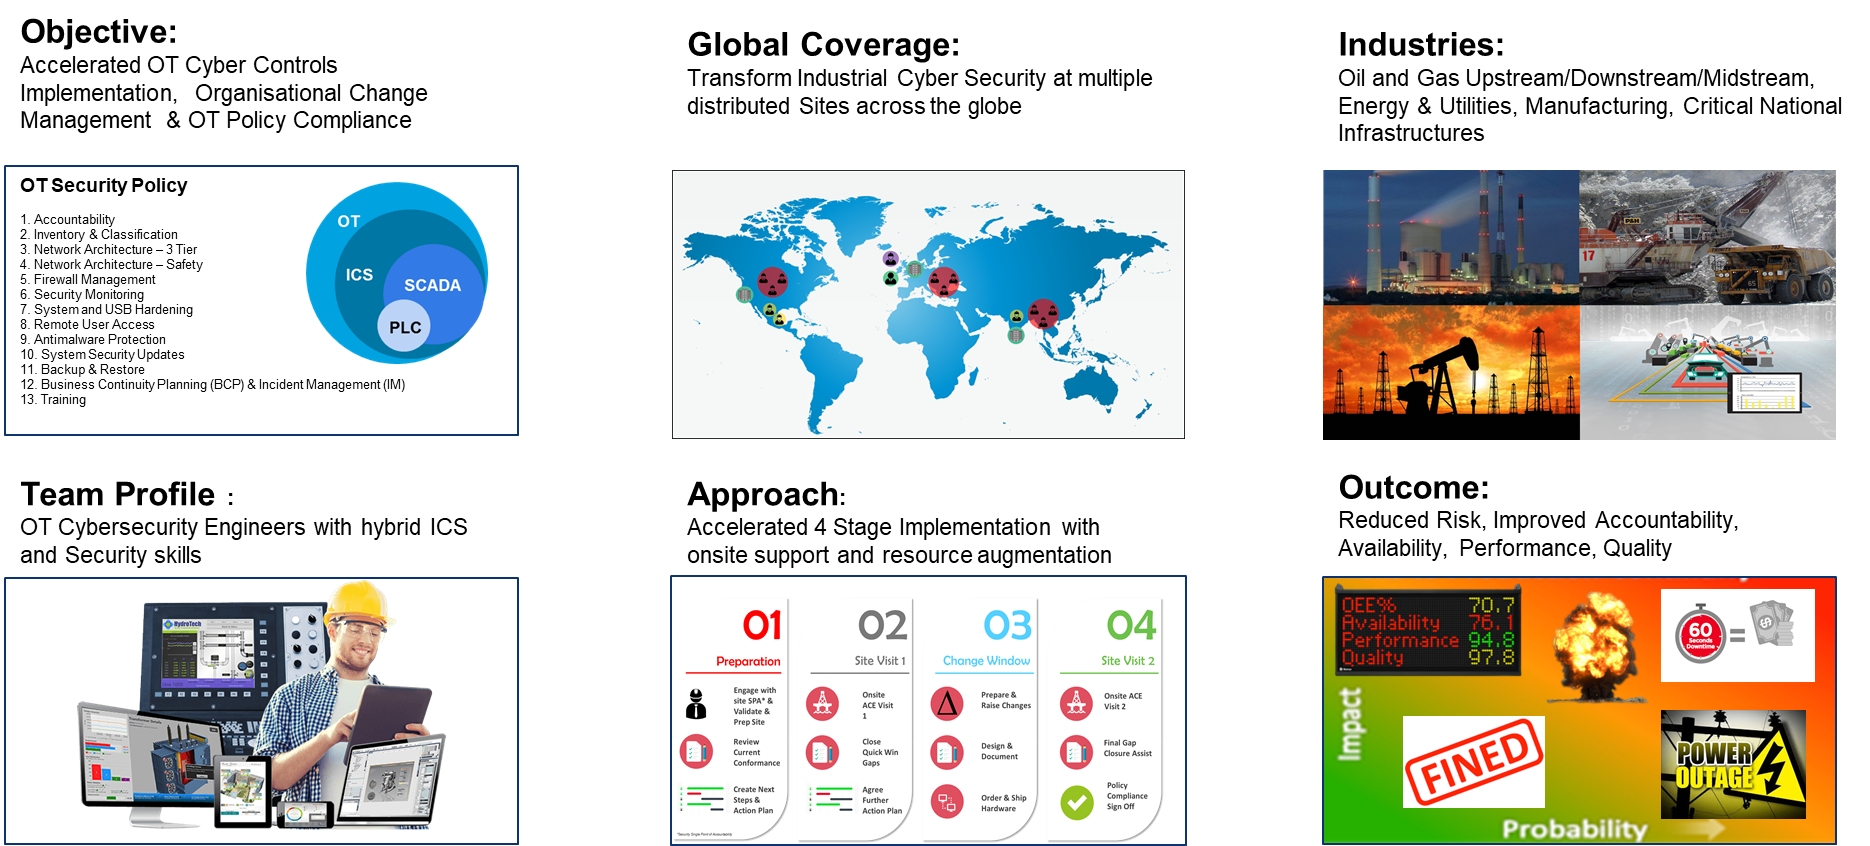 Objective:
Accelerated OT Cyber Controls
Implementation, Organisational Change
Management & OT Policy Compliance
OT Security Policy
1. Accountability
2. Inventory & Classification
3. Network Architecture – 3 Tier
4. Network Architecture – Safety
5. Firewall Management
6. Security Monitoring
7. System and USB Hardening
8. Remote User Access
9. Antimalware Protection
10. System Security Updates
11. Backup & Restore
12. Business Continuity Planning (BCP) & Incident Management (IM)
13. Training
OT
ICS
SCADA
PLC
Global Coverage:
Transform Industrial Cyber Security at multiple
distributed Sites across the globe
Industries:
Oil and Gas Upstream/Downstream/Midstream,
Energy & Utilities, Manufacturing, Critical National
Infrastructures
P&H
17
65
Team Profile :
OT Cybersecurity Engineers with hybrid ICS
and Security skills
HydroTech
Approach:
Accelerated 4 Stage Implementation with
onsite support and resource augmentation
01
Preparation
Engage with
site SPA* &
Validate &
Prep Site
Review
Current
Conformance
Create Next
Steps &
Action Plan
*Security Single Point of Accountability
02
Site Visit 1
Onsite
ACE Visit
1
Close
Quick Win
Gaps
Agree
Further
Action Plan
03
Change Window
Prepare &
Raise Changes
Design &
Document
Order & Ship
Hardware
04
Site Visit 2
Onsite ACE
Visit 2
Final Gap
Closure Assist
Policy
Compliance
Sign Off
Outcome:
Reduced Risk, Improved Accountability,
Availability, Performance, Quality
OEE% 70.7
Availability 76.1
Performance 94.8
Quality 97.8
60
Seconds
Downtime
=
$
Impact
FINED
POWER
OUTAGE
Probability